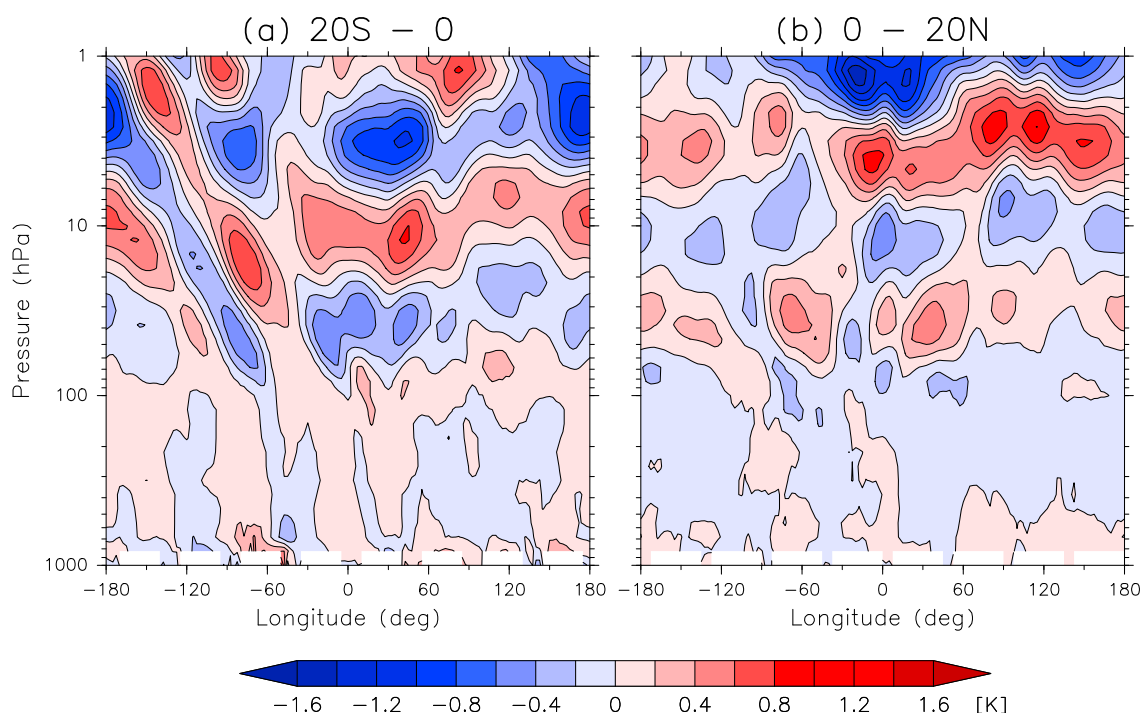 (a) 20S − 0
(b) 0 − 20N
Pressure (hPa)
1
10
100
1000
−180 −120 −60 0 60 120 180
−180 −120 −60 0 60 120 180
Longitude (deg)
Longitude (deg)
−1.6 −1.2 −0.8 −0.4 0 0.4 0.8 1.2 1.6 [K]